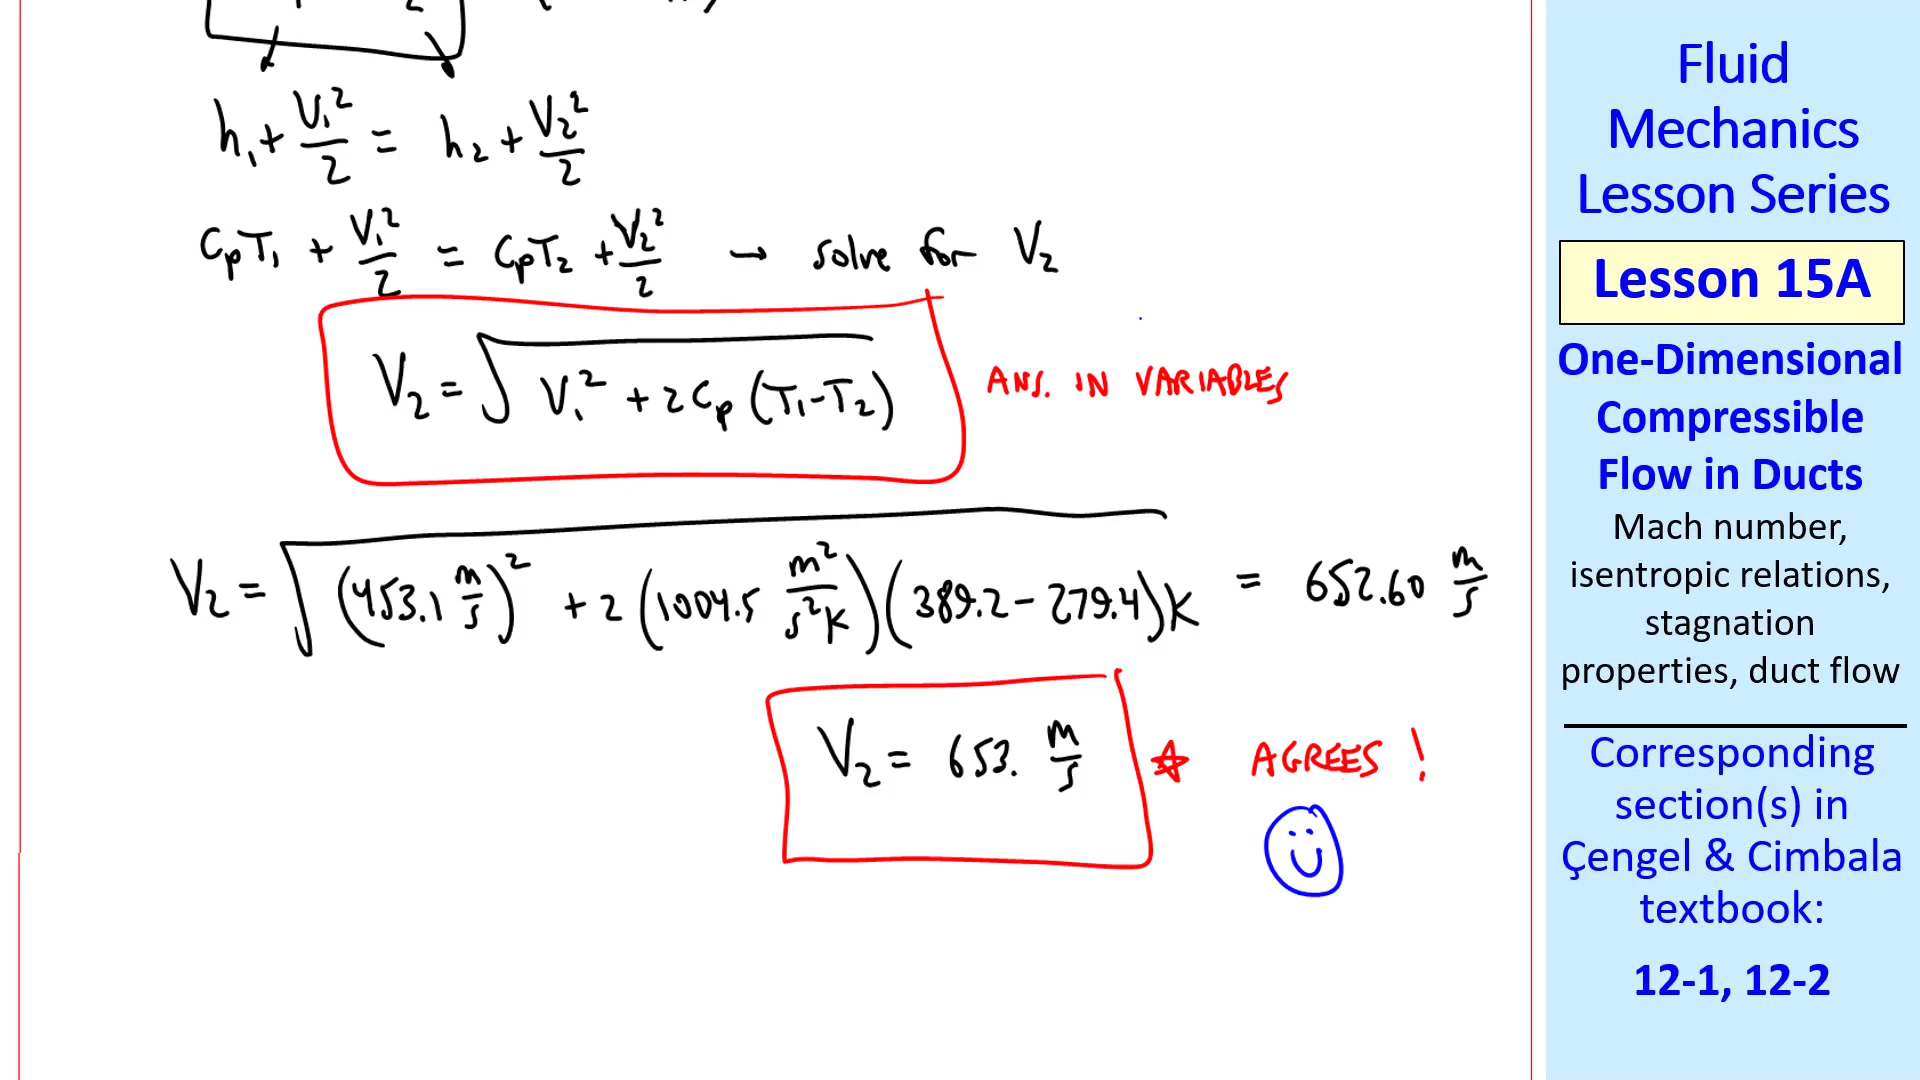 h₁ + V₁²/2 = h₂ + V₂²/2
CpT₁ + V₁²/2 = CpT₂ + V₂²/2 → solve for V₂
V₂ = √(V₁² + 2Cp(T₁-T₂))
ANS. IN VARIABLES
V₂ = √((453.1 m/s)² + 2(1004.5 m²/s²K)(389.2 - 279.4)K) = 652.60 m/s
V₂ = 653. m/s
AGREES !
Fluid
Mechanics
Lesson Series
Lesson 15A
One-Dimensional
Compressible
Flow in Ducts
Mach number,
isentropic relations,
stagnation
properties, duct flow
Corresponding
section(s) in
Çengel & Cimbala
textbook:
12-1, 12-2